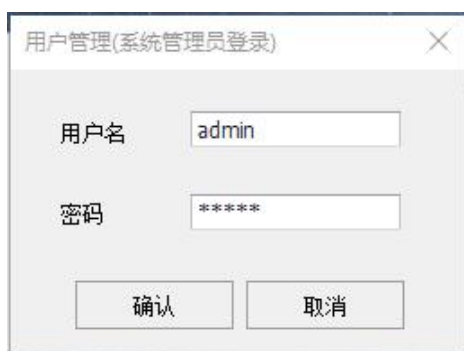 用户管理(系统管理员登录)
用户名 admin
密码 *****
确认 取消